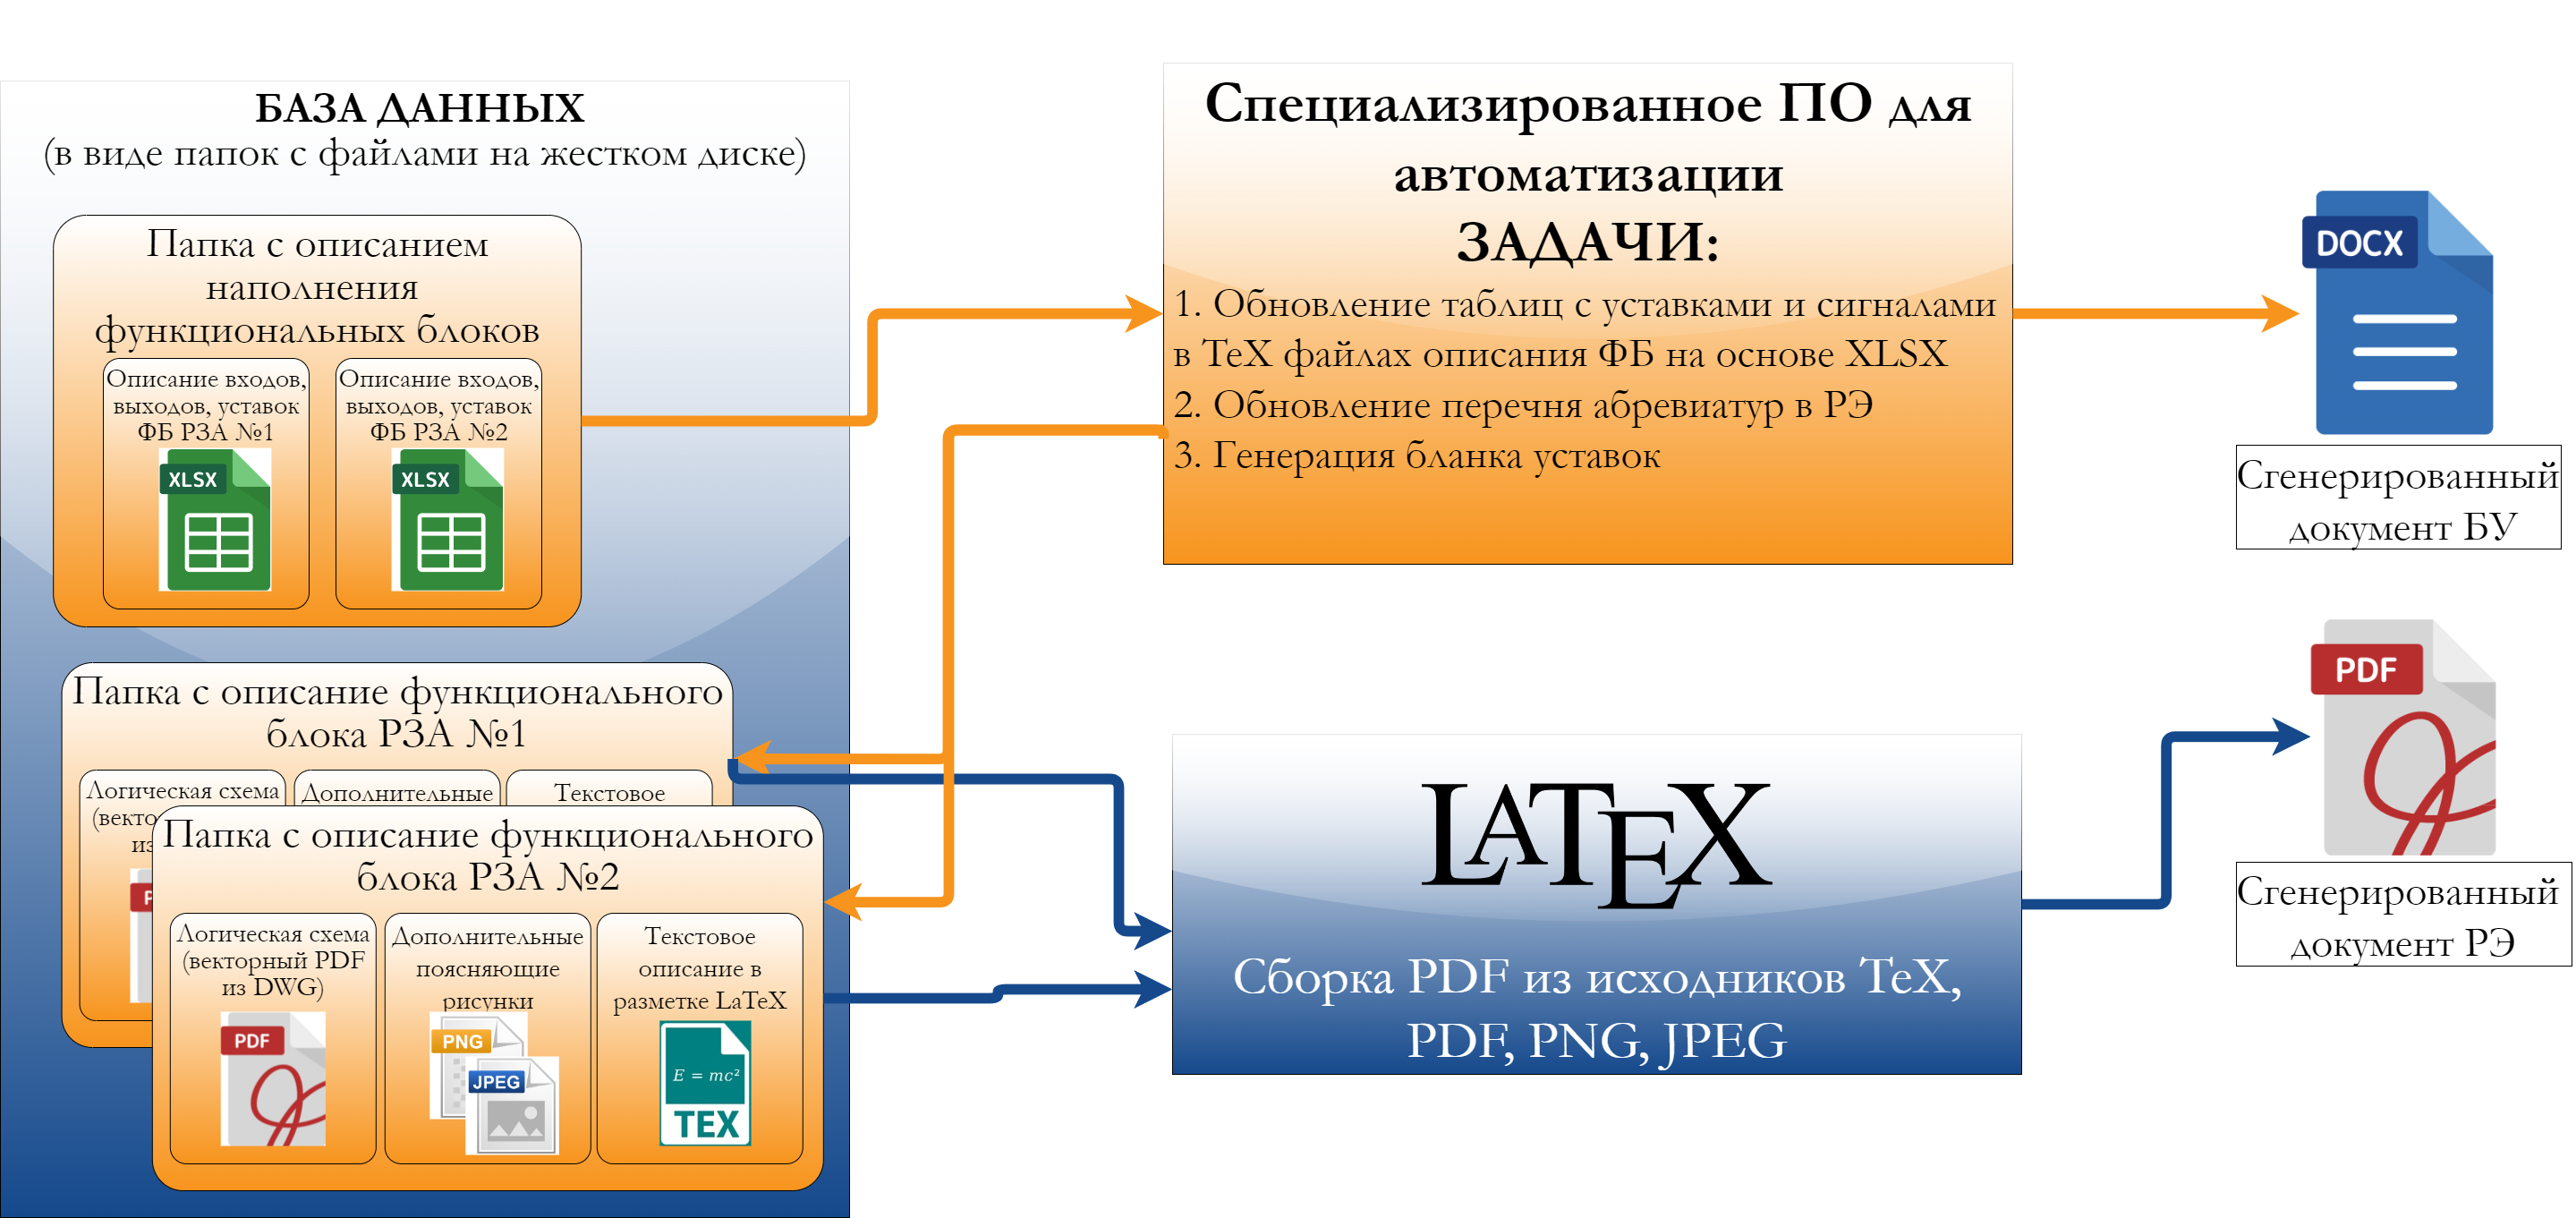 БАЗА ДАННЫХ
(в виде папок с файлами на жестком диске)
Папка с описанием
наполнения
функциональных блоков
Описание входов,
выходов, уставок
ФБ РЗА №1
XLSX
Описание входов,
выходов, уставок
ФБ РЗА №2
XLSX
Папка с описание функционального
блока РЗА №1
Логическая схема
(векто
из
Дополнительные
Текстовое
Папка с описание функционального
блока РЗА №2
Логическая схема
(векторный PDF
из DWG)
PDF
Дополнительные
поясняющие
рисунки
PNG
JPEG
Текстовое
описание в
разметке LaTeX
E = mc²
TEX
Специализированное ПО для
автоматизации
ЗАДАЧИ:
1. Обновление таблиц с уставками и сигналами
в TeX файлах описания ФБ на основе XLSX
2. Обновление перечня абревиатур в РЭ
3. Генерация бланка уставок
LATEX
Сборка PDF из исходников TeX,
PDF, PNG, JPEG
DOCX
Сгенерированный
документ БУ
PDF
Сгенерированный
документ РЭ